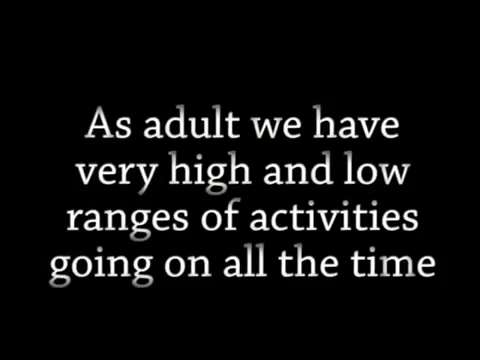 As adult we have
very high and low
ranges of activities
going on all the time